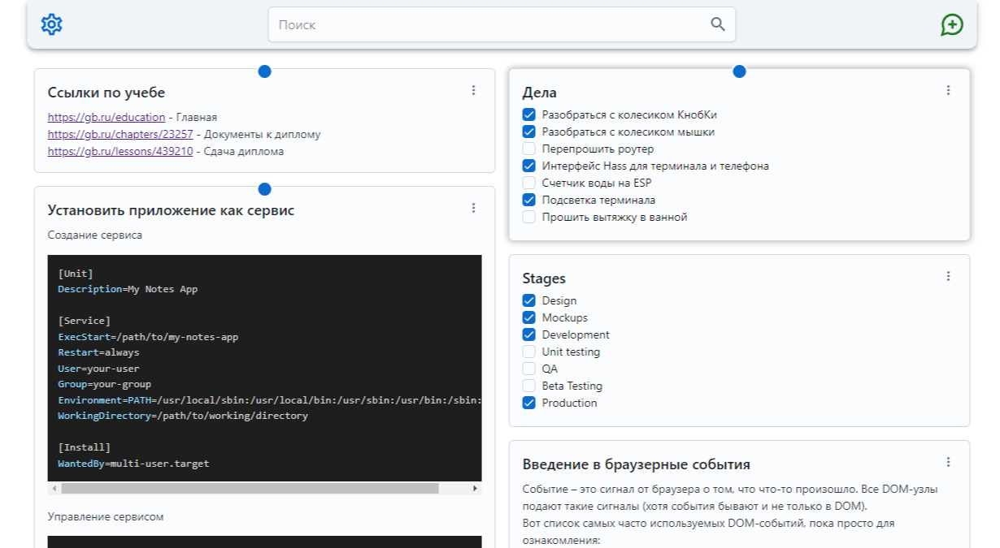 Поиск
Ссылки по учебе
https://gb.ru/education - Главная
https://gb.ru/chapters/23257 - Документы к диплому
https://gb.ru/lessons/439210 - Сдача диплома
Установить приложение как сервис
Создание сервиса
[Unit]
Description=My Notes App
[Service]
ExecStart=/path/to/my-notes-app
Restart=always
User=your-user
Group=your-group
Environment=PATH=/usr/local/sbin:/usr/local/bin:/usr/sbin:/usr/bin:/sbin:
WorkingDirectory=/path/to/working/directory
[Install]
WantedBy=multi-user.target
Управление сервисом
Дела
Разобраться с колесиком КнобКи
Разобраться с колесиком мышки
Перепрошить роутер
Интерфейс Hass для терминала и телефона
Счетчик воды на ESP
Подсветка терминала
Прошить вытяжку в ванной
Stages
Design
Mockups
Development
Unit testing
QA
Beta Testing
Production
Введение в браузерные события
Событие – это сигнал от браузера о том, что что-то произошло. Все DOM-узлы
подают такие сигналы (хотя события бывают и не только в DOM).
Вот список самых часто используемых DOM-событий, пока просто для
ознакомления: